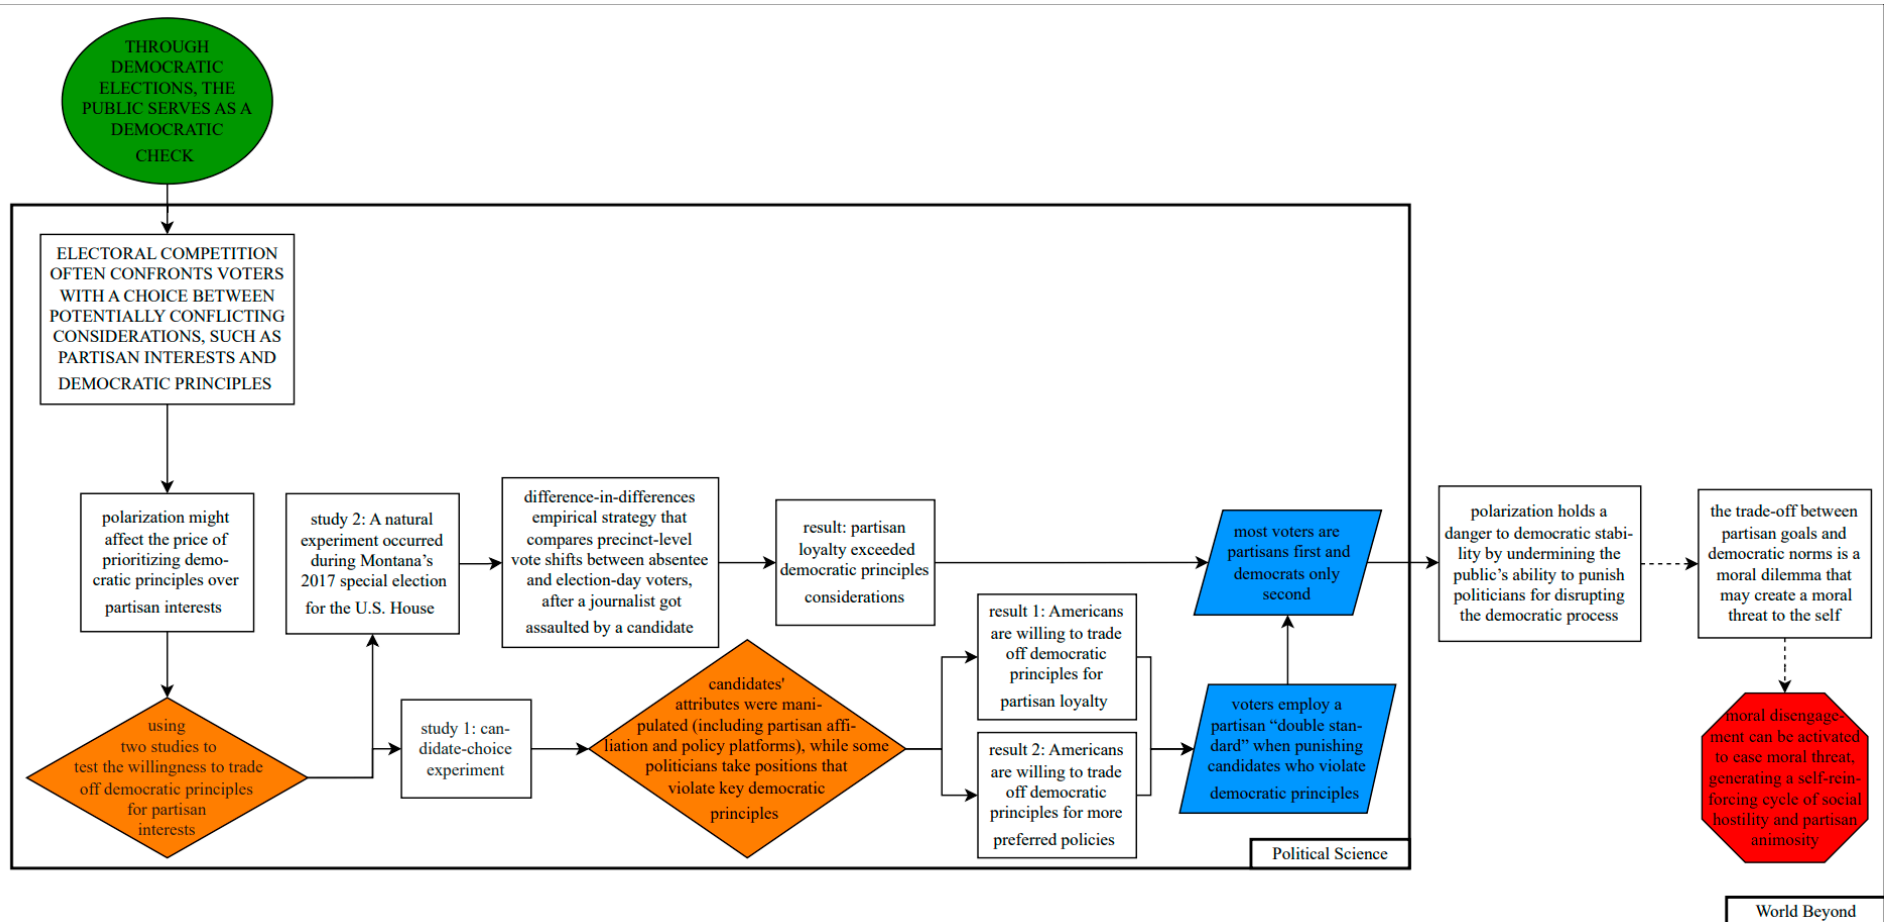 THROUGH
DEMOCRATIC
ELECTIONS, THE
PUBLIC SERVES AS A
DEMOCRATIC
CHECK
ELECTORAL COMPETITION
OFTEN CONFRONTS VOTERS
WITH A CHOICE BETWEEN
POTENTIALLY CONFLICTING
CONSIDERATIONS, SUCH AS
PARTISAN INTERESTS AND
DEMOCRATIC PRINCIPLES
polarization might
affect the price of
prioritizing demo-
cratic principles over
partisan interests
using
two studies to
test the willingness to trade
off democratic principles
for partisan
interests
study 2: A natural
experiment occurred
during Montana's
2017 special election
for the U.S. House
difference-in-differences
empirical strategy that
compares precinct-level
vote shifts between absentee
and election-day voters,
after a journalist got
assaulted by a candidate
result: partisan
loyalty exceeded
democratic principles
considerations
study 1: can-
didate-choice
experiment
candidates'
attributes were mani-
pulated (including partisan affi-
liation and policy platforms), while some
politicians take positions that
violate key democratic
principles
result 1: Americans
are willing to trade
off democratic
principles for
partisan loyalty
result 2: Americans
are willing to trade
off democratic
principles for more
preferred policies
voters employ a
partisan “double stan-
dard” when punishing
candidates who violate
democratic principles
most voters are
partisans first and
democrats only
second
Political Science
polarization holds a
danger to democratic stabi-
lity by undermining the
public's ability to punish
politicians for disrupting
the democratic process
the trade-off between
partisan goals and
democratic norms is a
moral dilemma that
may create a moral
threat to the self
moral disengage-
ment can be activated
to ease moral threat,
generating a self-rein-
forcing cycle of social
hostility and partisan
animosity
World Beyond